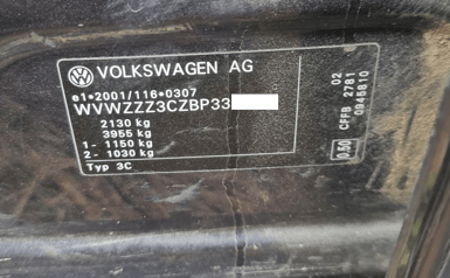 VOLKSWAGEN AG
e1*2001/116*0307
WVWZZZ3CZBP33
2130 kg
3955 kg
1- 1150 kg
2- 1030 kg
Typ 3C
0,50
CFFB 2781
02
0945810